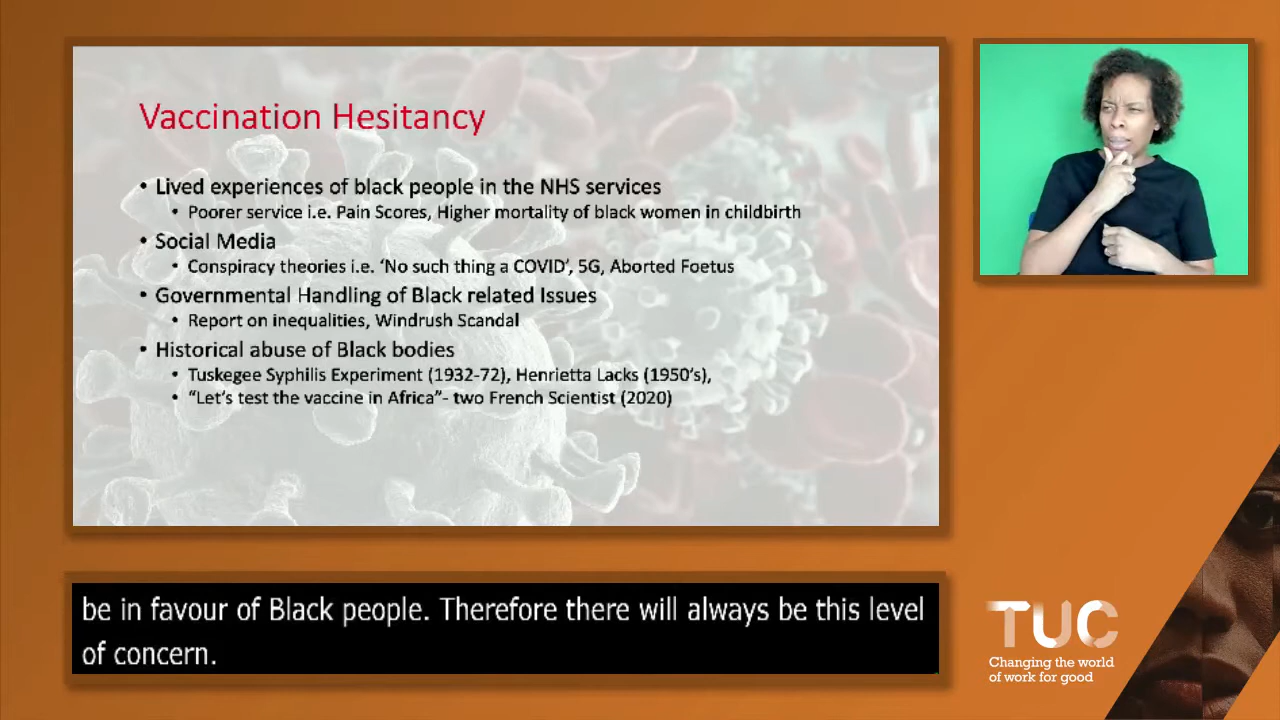 Vaccination Hesitancy
• Lived experiences of black people in the NHS services
• Poorer service i.e. Pain Scores, Higher mortality of black women in childbirth
• Social Media
• Conspiracy theories i.e. ‘No such thing a COVID’, 5G, Aborted Foetus
• Governmental Handling of Black related Issues
• Report on inequalities, Windrush Scandal
• Historical abuse of Black bodies
• Tuskegee Syphilis Experiment (1932-72), Henrietta Lacks (1950’s),
• “Let’s test the vaccine in Africa”- two French Scientist (2020)
be in favour of Black people. Therefore there will always be this level
of concern.
TUC
Changing the world
of work for good